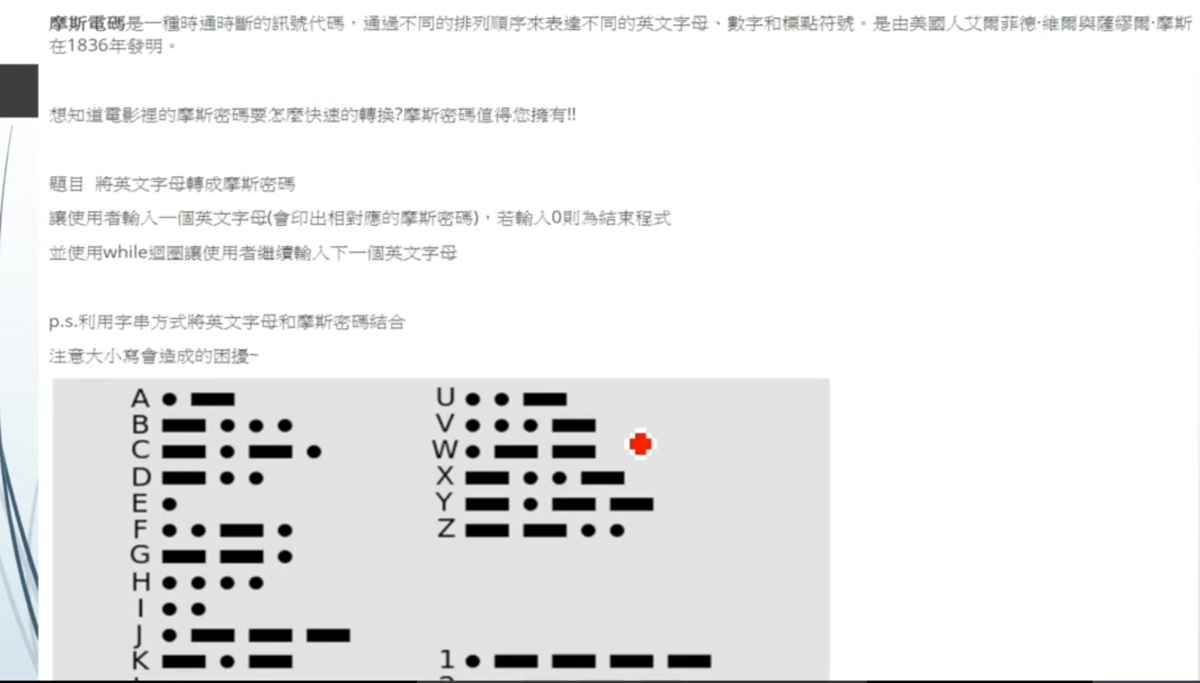 摩斯電碼是一種時通時斷的訊號代碼，通過不同的排列順序來表達不同的英文字母、數字和標點符號。是由美國人艾爾菲德·維爾與薩繆爾·摩斯
在1836年發明。
想知道電影裡的摩斯密碼要怎麼快速的轉換?摩斯密碼值得您擁有!!
題目 將英文字母轉成摩斯密碼
讓使用者輸入一個英文字母(會印出相對應的摩斯密碼)，若輸入0則為結束程式
並使用while迴圈讓使用者繼續輸入下一個英文字母
p.s.利用字串方式將英文字母和摩斯密碼結合
注意大小寫會造成的困擾~
A
B
C
D
E
F
G
H
I
J
K
U
V
W
X
Y
Z
1